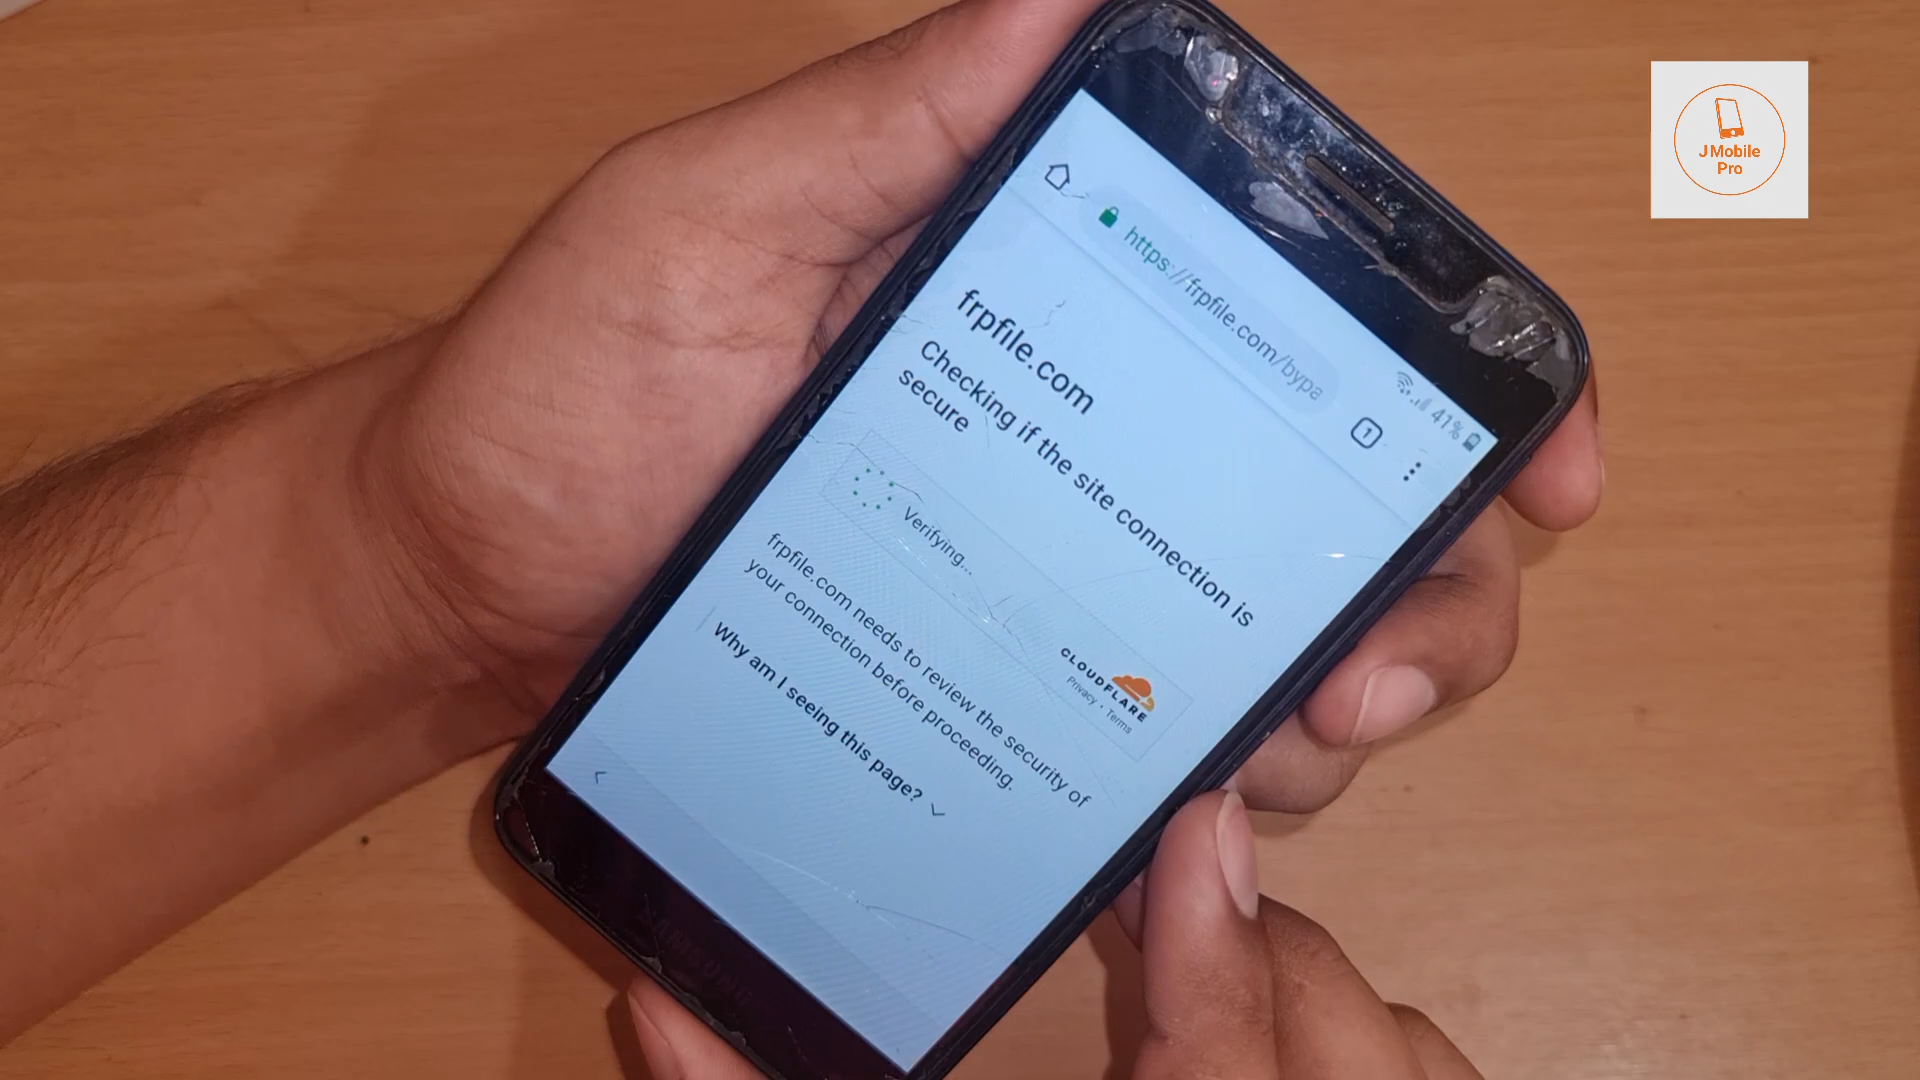 J Mobile
Pro
41%
https://frpfile.com/bypa
1
frpfile.com
Checking if the site connection is
secure
Verifying...
CLOUDFLARE
Privacy • Terms
frpfile.com needs to review the security of
your connection before proceeding.
Why am I seeing this page?
SAMSUNG